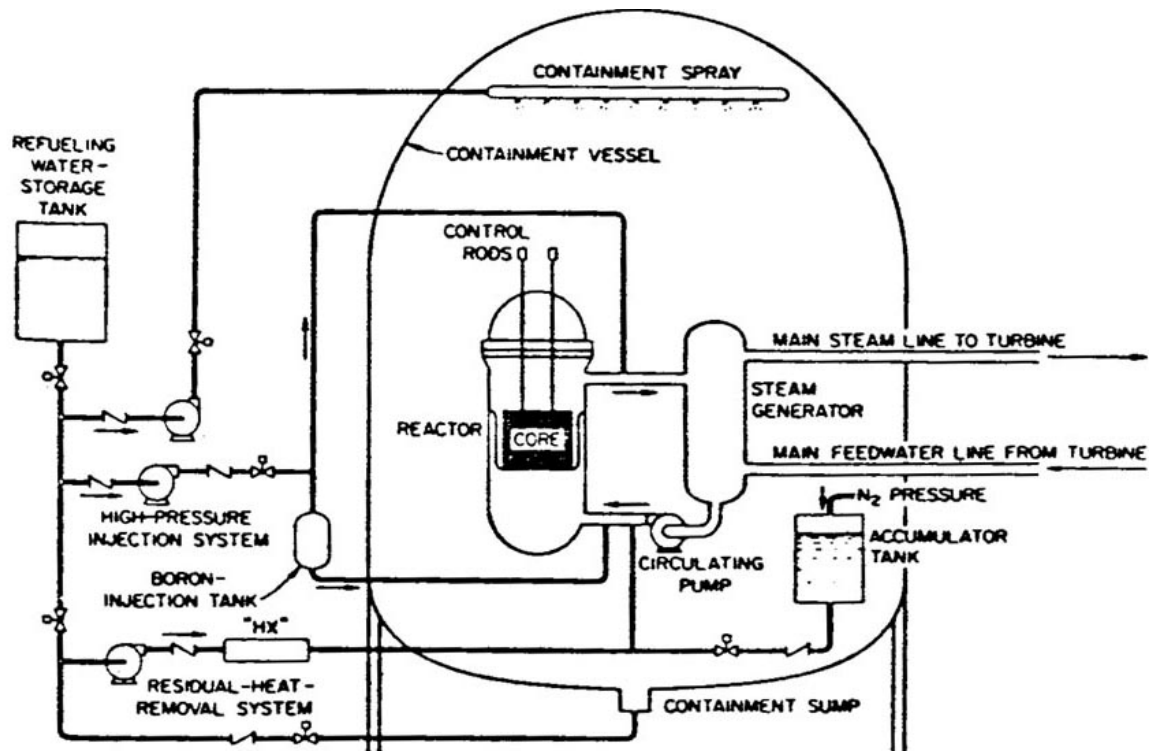 CONTAINMENT SPRAY
REFUELING
WATER-
STORAGE
TANK
CONTAINMENT VESSEL
CONTROL
RODS
MAIN STEAM LINE TO TURBINE
STEAM
GENERATOR
REACTOR
CORE
MAIN FEEDWATER LINE FROM TURBINE
N2 PRESSURE
HIGH-PRESSURE
INJECTION SYSTEM
ACCUMULATOR
TANK
CIRCULATING
PUMP
BORON-
INJECTION TANK
"HX"
RESIDUAL-HEAT-
REMOVAL SYSTEM
CONTAINMENT SUMP